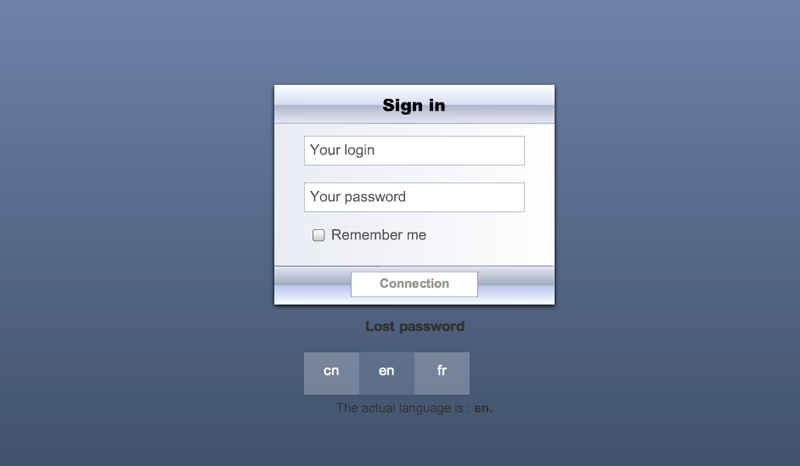 Sign in
Your login
Your password
Remember me
Connection
Lost password
cn en fr
The actual language is : en.